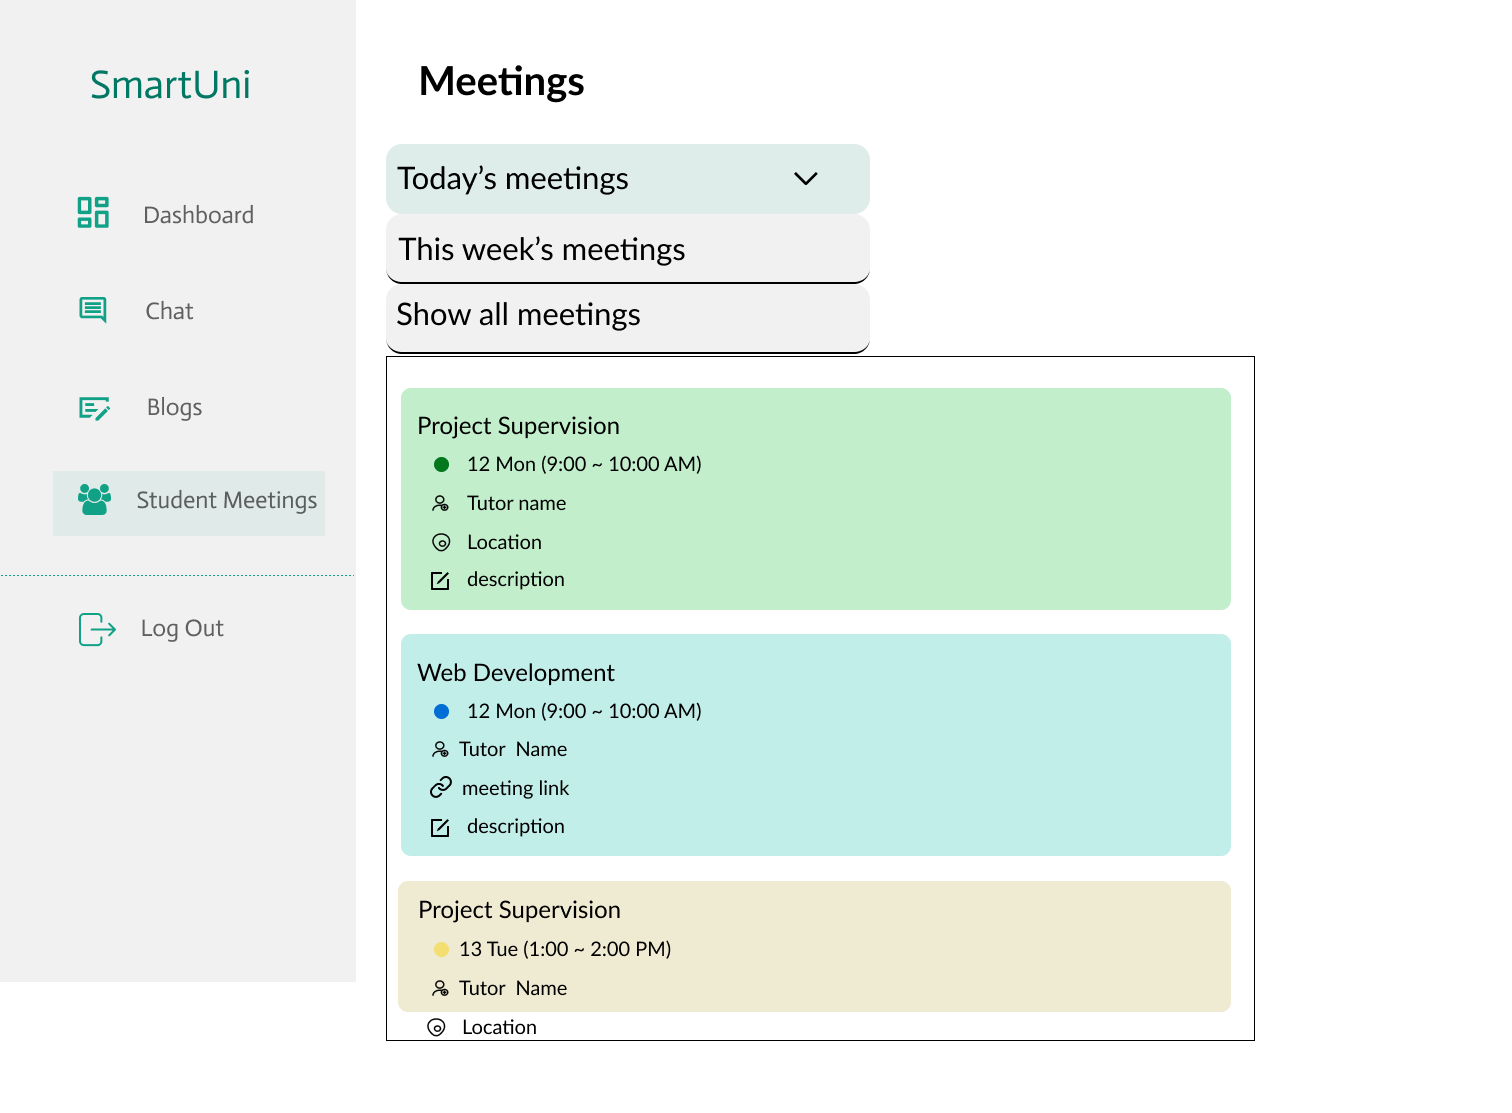 SmartUni
Dashboard
Chat
Blogs
Student Meetings
Log Out
Meetings
Today’s meetings
This week’s meetings
Show all meetings
Project Supervision
12 Mon (9:00 ~ 10:00 AM)
Tutor name
Location
description
Web Development
12 Mon (9:00 ~ 10:00 AM)
Tutor  Name
meeting link
description
Project Supervision
13 Tue (1:00 ~ 2:00 PM)
Tutor  Name
Location